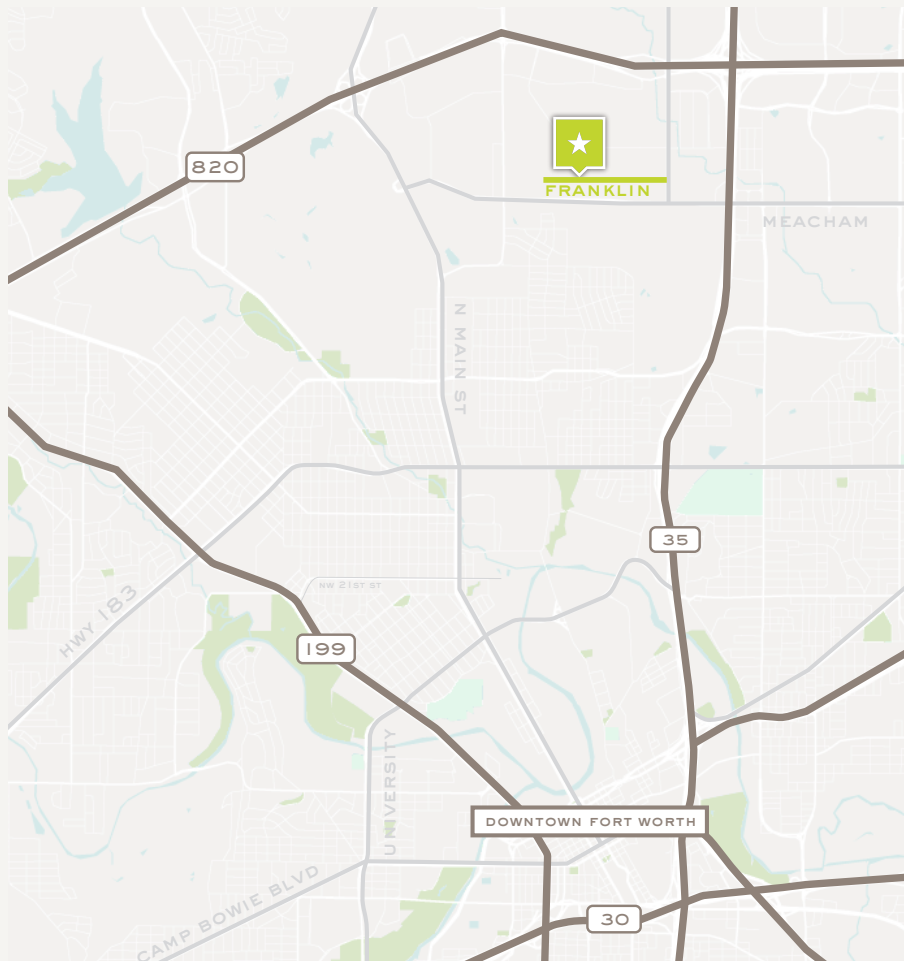 820
FRANKLIN
MEACHAM
N MAIN ST
35
NW 21ST ST
HWY 183
199
UNIVERSITY
DOWNTOWN FORT WORTH
CAMP BOWIE BLVD
30